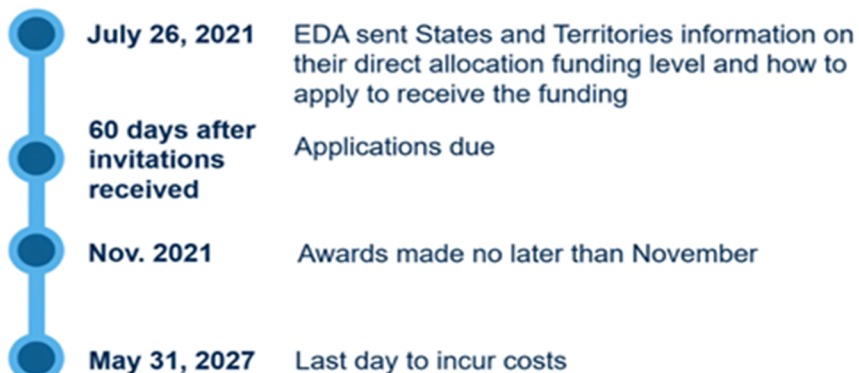 July 26, 2021 EDA sent States and Territories information on
their direct allocation funding level and how to
apply to receive the funding
60 days after
invitations
received
Applications due
Nov. 2021 Awards made no later than November
May 31, 2027 Last day to incur costs